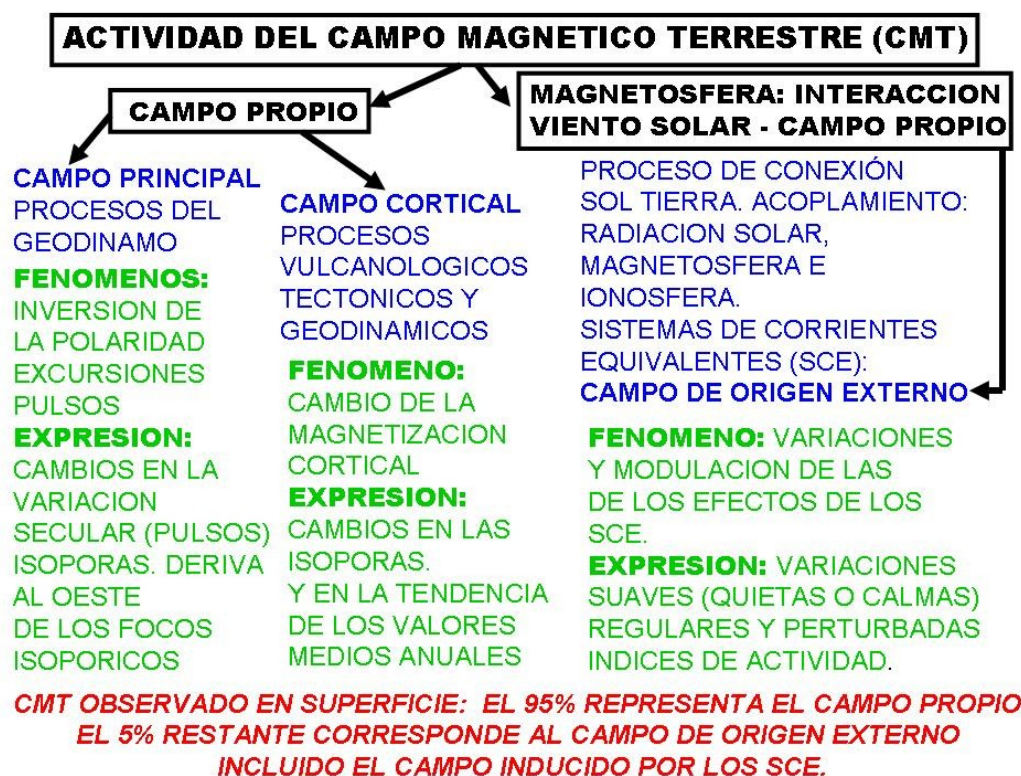 ACTIVIDAD DEL CAMPO MAGNETICO TERRESTRE (CMT)
CAMPO PROPIO
MAGNETOSFERA: INTERACCION
VIENTO SOLAR - CAMPO PROPIO
CAMPO PRINCIPAL
PROCESOS DEL
GEODINAMO
FENOMENOS:
INVERSION DE
LA POLARIDAD
EXCURSIONES
PULSOS
EXPRESION:
CAMBIOS EN LA
VARIACION
SECULAR (PULSOS)
ISOPORAS. DERIVA
AL OESTE
DE LOS FOCOS
ISOPORICOS
CAMPO CORTICAL
PROCESOS
VULCANOLOGICOS
TECTONICOS Y
GEODINAMICOS
FENOMENO:
CAMBIO DE LA
MAGNETIZACION
CORTICAL
EXPRESION:
CAMBIOS EN LAS
ISOPORAS.
Y EN LA TENDENCIA
DE LOS VALORES
MEDIOS ANUALES
PROCESO DE CONEXIÓN
SOL TIERRA. ACOPLAMIENTO:
RADIACION SOLAR,
MAGNETOSFERA E
IONOSFERA.
SISTEMAS DE CORRIENTES
EQUIVALENTES (SCE):
CAMPO DE ORIGEN EXTERNO
FENOMENO: VARIACIONES
Y MODULACION DE LAS
DE LOS EFECTOS DE LOS
SCE.
EXPRESION: VARIACIONES
SUAVES (QUIETAS O CALMAS)
REGULARES Y PERTURBADAS
INDICES DE ACTIVIDAD.
CMT OBSERVADO EN SUPERFICIE: EL 95% REPRESENTA EL CAMPO PROPIO
EL 5% RESTANTE CORRESPONDE AL CAMPO DE ORIGEN EXTERNO
INCLUIDO EL CAMPO INDUCIDO POR LOS SCE.